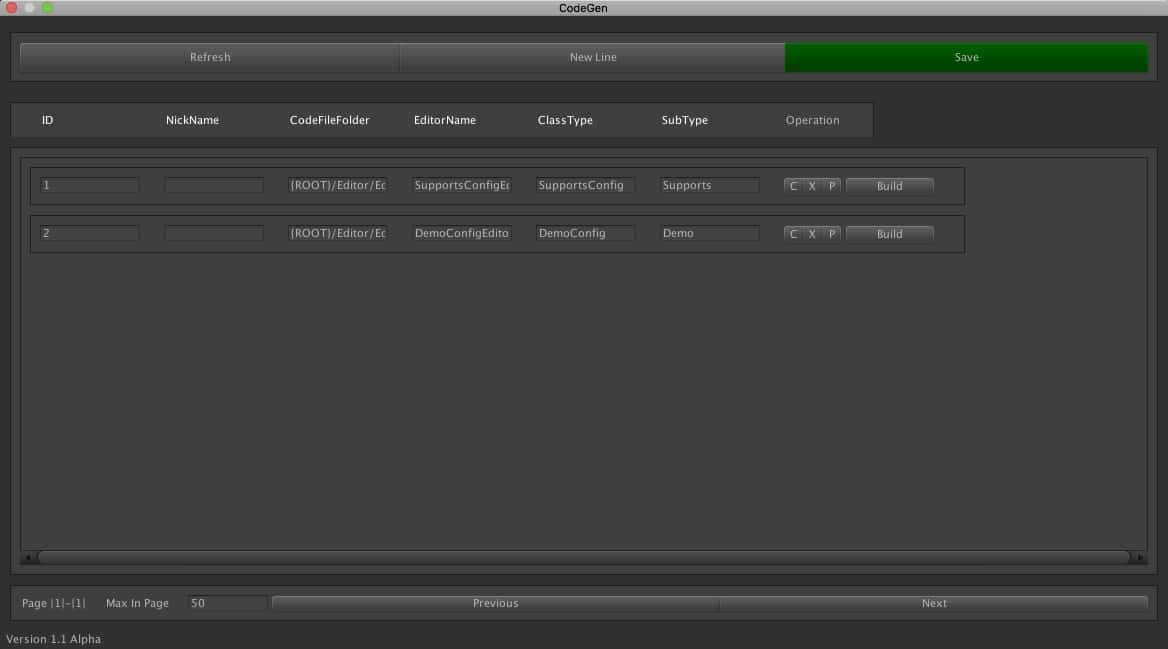 CodeGen
Refresh New Line Save
ID NickName CodeFileFolder EditorName ClassType SubType Operation
1 {ROOT}/Editor/Ec SupportsConfigE SupportsConfig Supports C X P Build
2 {ROOT}/Editor/Ec DemoConfigEdito DemoConfig Demo C X P Build
Page |1|-|1| Max In Page 50 Previous Next
Version 1.1 Alpha